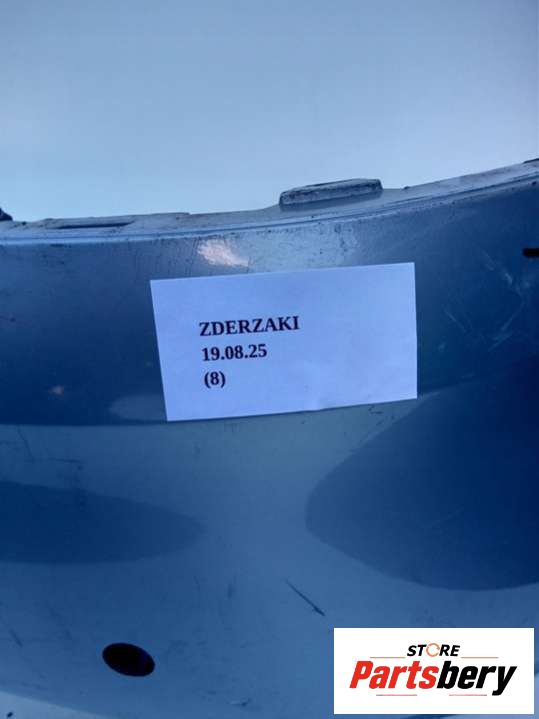 ZDERZAKI
19.08.25
(8)
STORE
Partsbery